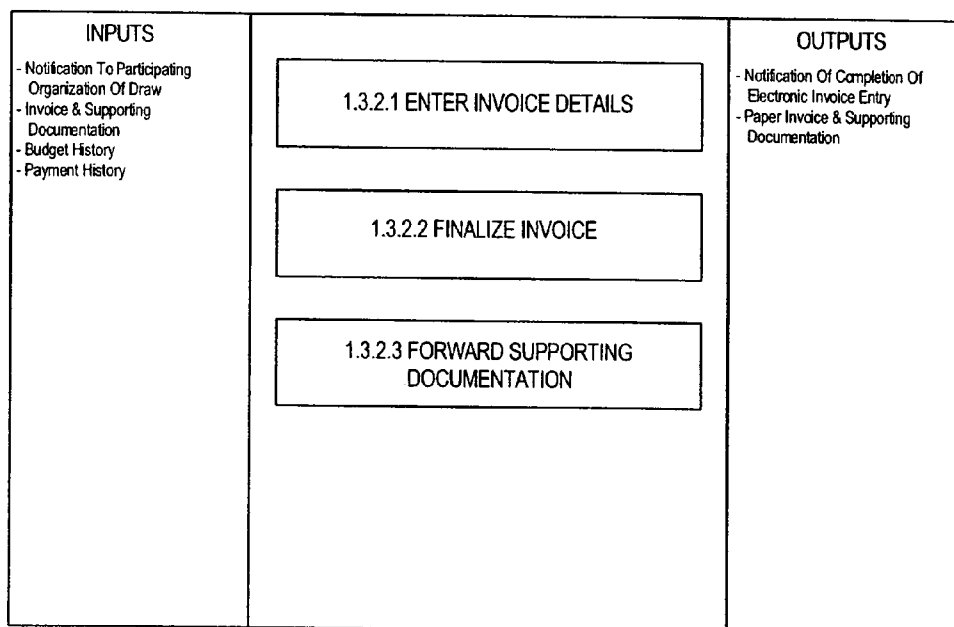 INPUTS
- Notification To Participating
Organization Of Draw
- Invoice & Supporting
Documentation
- Budget History
- Payment History
1.3.2.1 ENTER INVOICE DETAILS
1.3.2.2 FINALIZE INVOICE
1.3.2.3 FORWARD SUPPORTING
DOCUMENTATION
OUTPUTS
- Notification Of Completion Of
Electronic Invoice Entry
- Paper Invoice & Supporting
Documentation